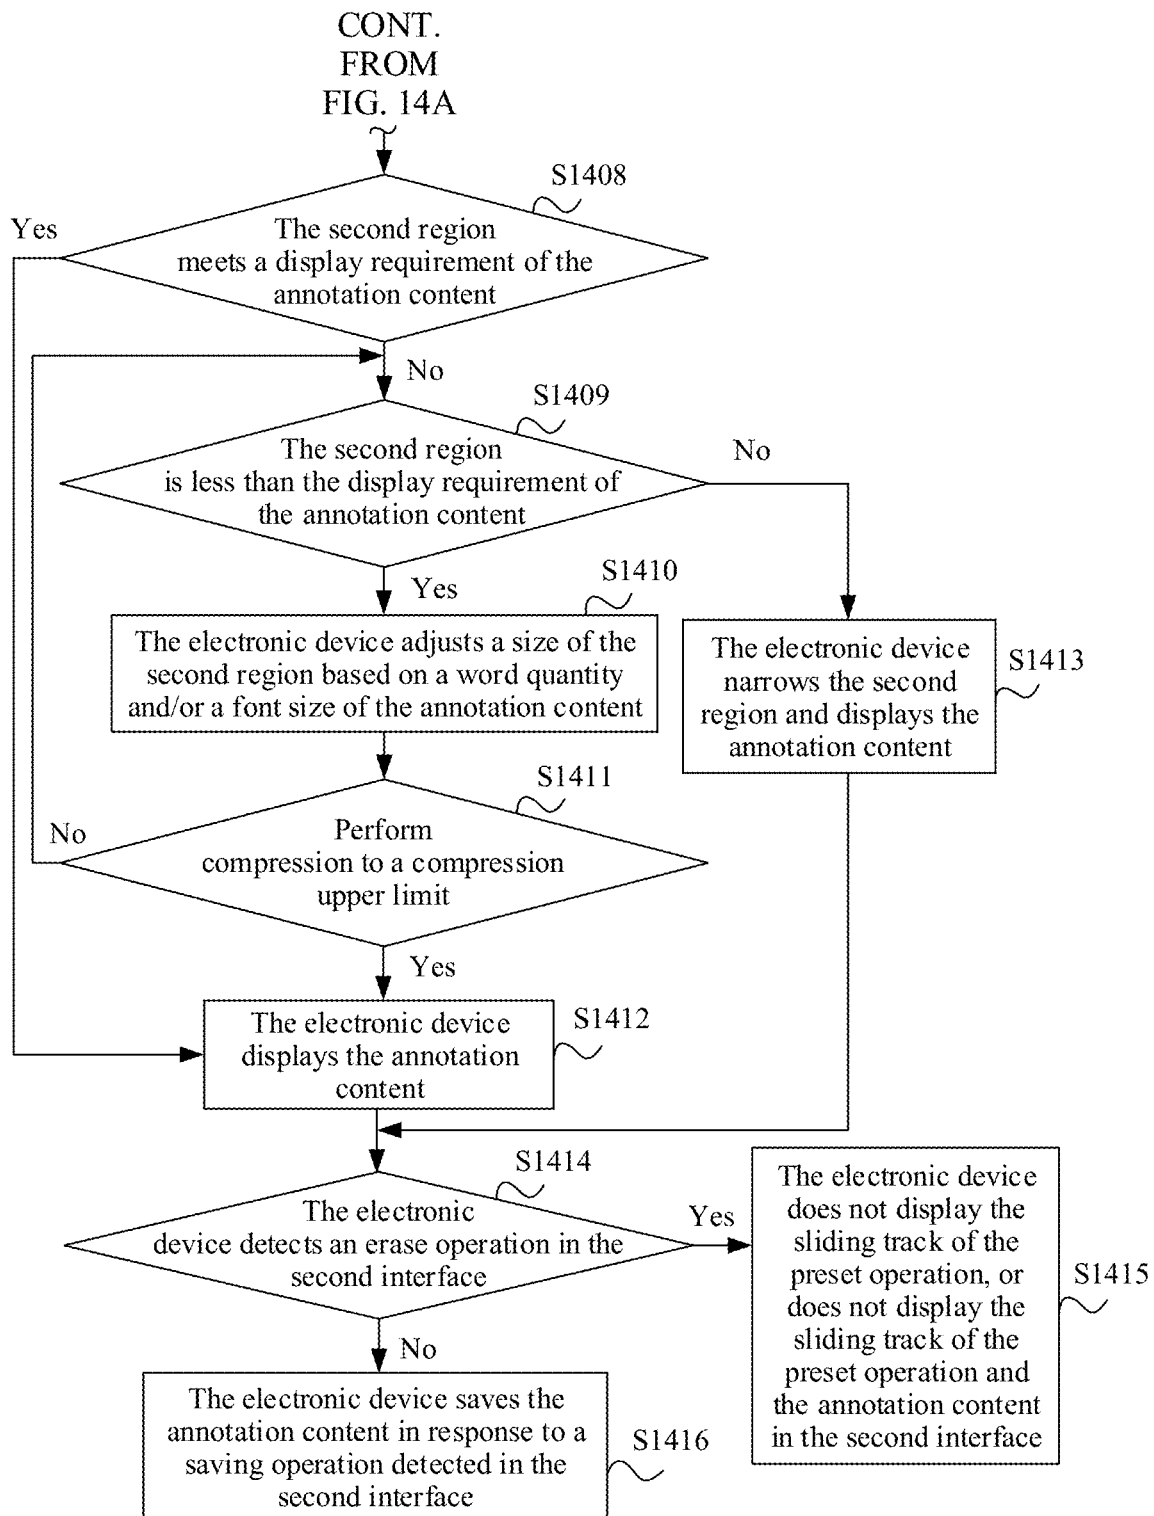 CONT.
FROM
FIG. 14A
S1408
Yes
The second region
meets a display requirement of the
annotation content
No
S1409
The second region
is less than the display requirement of
the annotation content
No
Yes
S1410
The electronic device adjusts a size of the
second region based on a word quantity
and/or a font size of the annotation content
The electronic device
narrows the second
region and displays the
annotation content
S1413
S1411
No
Perform
compression to a compression
upper limit
Yes
The electronic device
displays the annotation
content
S1412
S1414
The electronic
device detects an erase operation in the
second interface
Yes
The electronic device
does not display the
sliding track of the
preset operation, or
does not display the
sliding track of the
preset operation and
the annotation content
in the second interface
S1415
No
The electronic device saves the
annotation content in response to a
saving operation detected in the
second interface
S1416